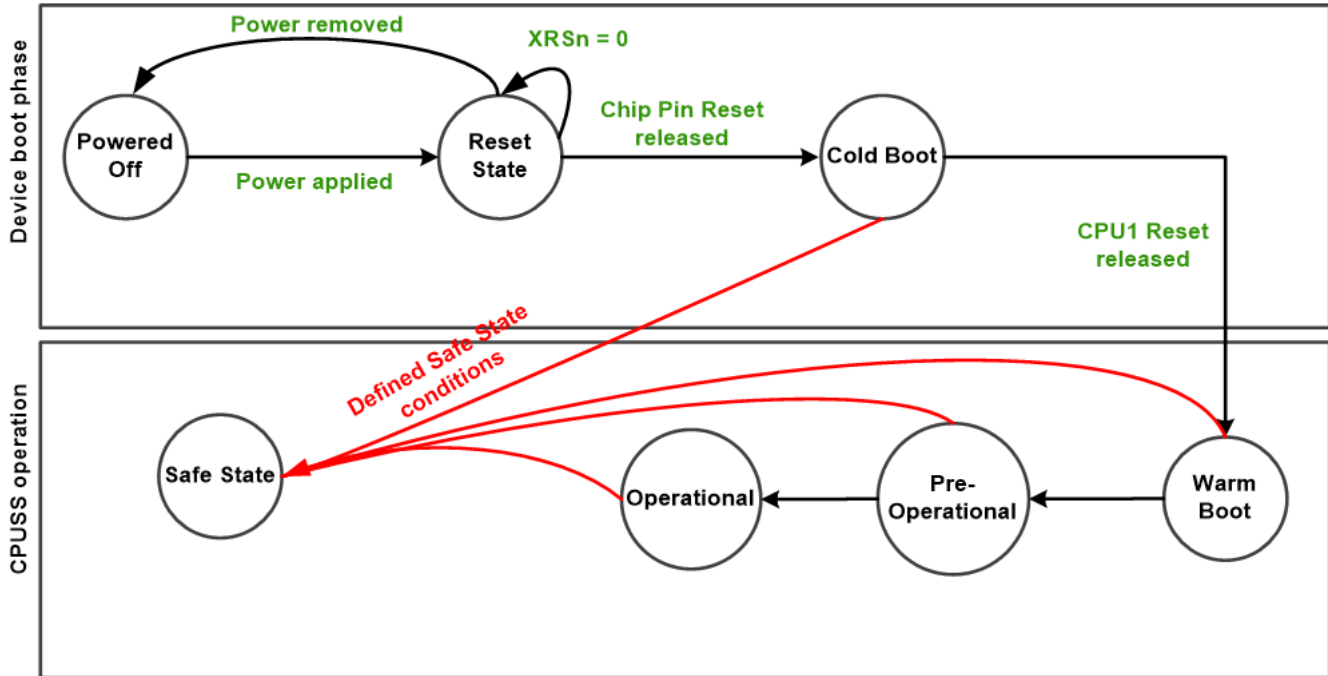 Device boot phase
Power removed
XRSn = 0
Powered
Off
Power applied
Reset
State
Chip Pin Reset
released
Cold Boot
CPU1 Reset
released
Defined Safe State
conditions
CPUSS operation
Safe State
Operational
Pre-
Operational
Warm
Boot